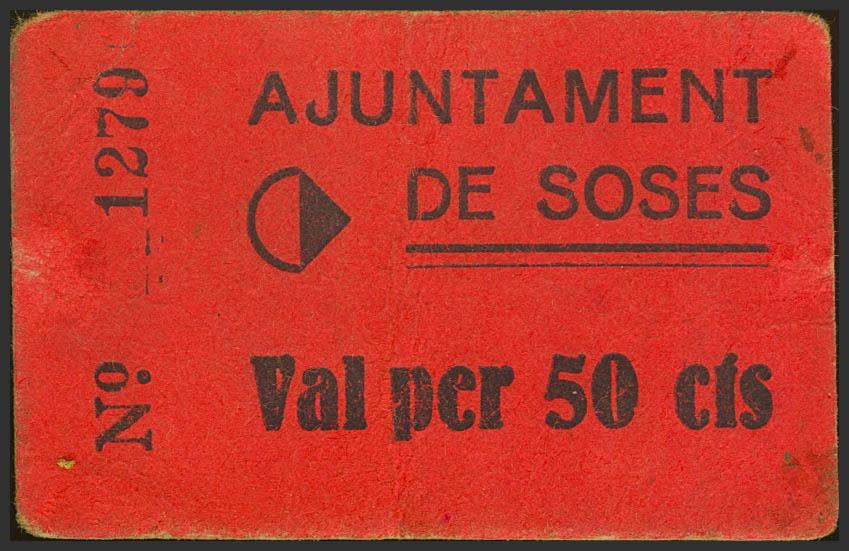 AJUNTAMENT
DE SOSES
Val per 50 cts
Nº. 1279